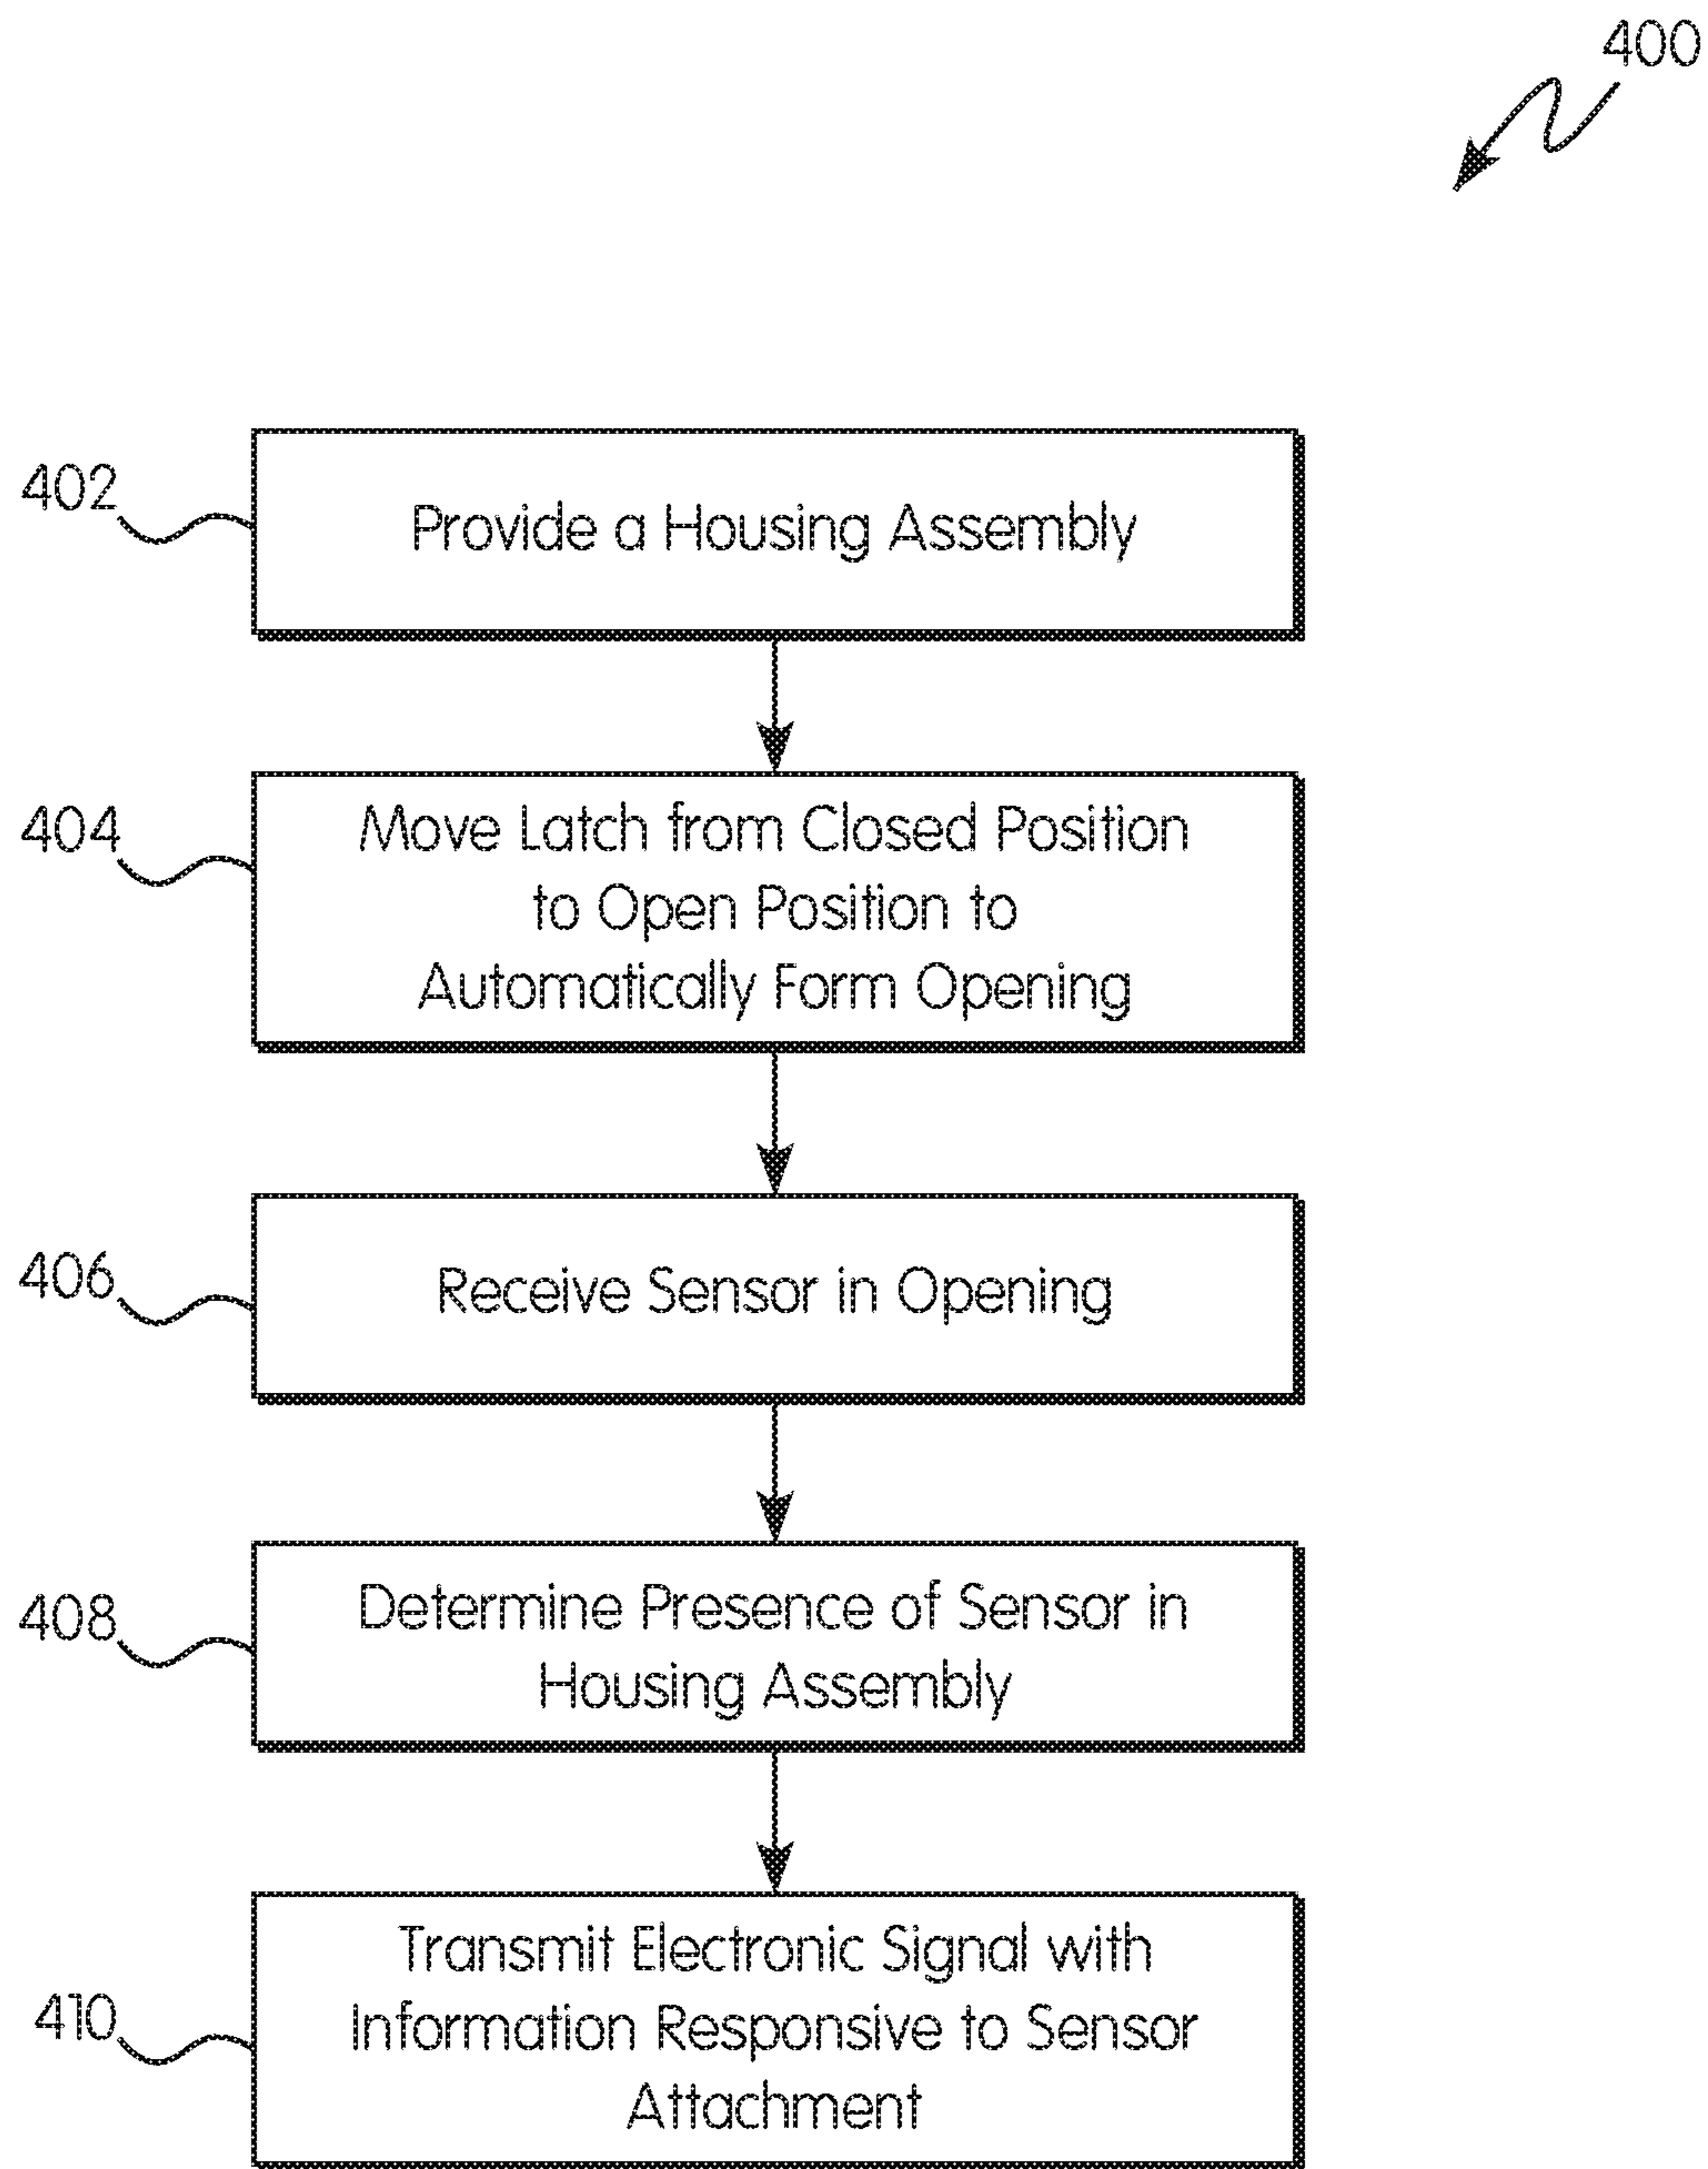 400
402
Provide a Housing Assembly
404
Move Latch from Closed Position
to Open Position to
Automatically Form Opening
406
Receive Sensor in Opening
408
Determine Presence of Sensor in
Housing Assembly
410
Transmit Electronic Signal with
Information Responsive to Sensor
Attachment